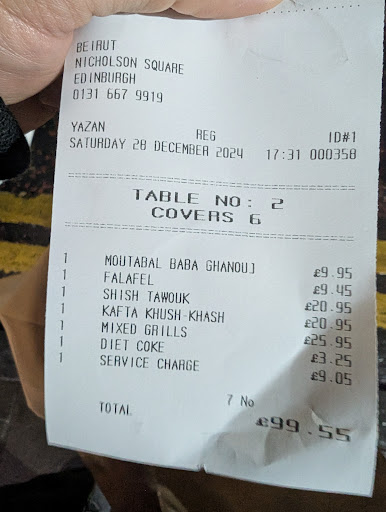 BEIRUT
NICHOLSON SQUARE
EDINBURGH
0131 667 9919
YAZAN REG ID#1
SATURDAY 28 DECEMBER 2024 17:31 000358
TABLE NO: 2
COVERS 6
1 MOUTABAL BABA GHANOUJ £9.95
1 FALAFEL £9.45
1 SHISH TAWOUK £20.95
1 KAFTA KHUSH-KHASH £20.95
1 MIXED GRILLS £25.95
1 DIET COKE £3.25
1 SERVICE CHARGE £9.05
7 No
TOTAL £99.55